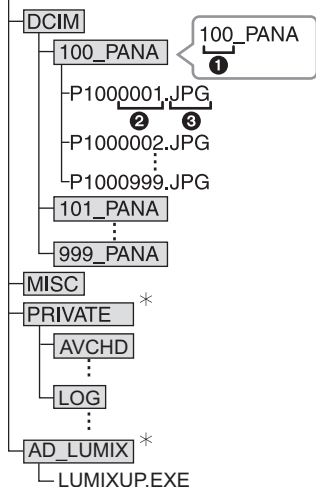 DCIM
100_PANA
100_PANA
❶
P1000001.JPG
❷ ❸
P1000002.JPG
P1000999.JPG
101_PANA
999_PANA
MISC
PRIVATE *
AVCHD
LOG
AD_LUMIX *
LUMIXUP.EXE